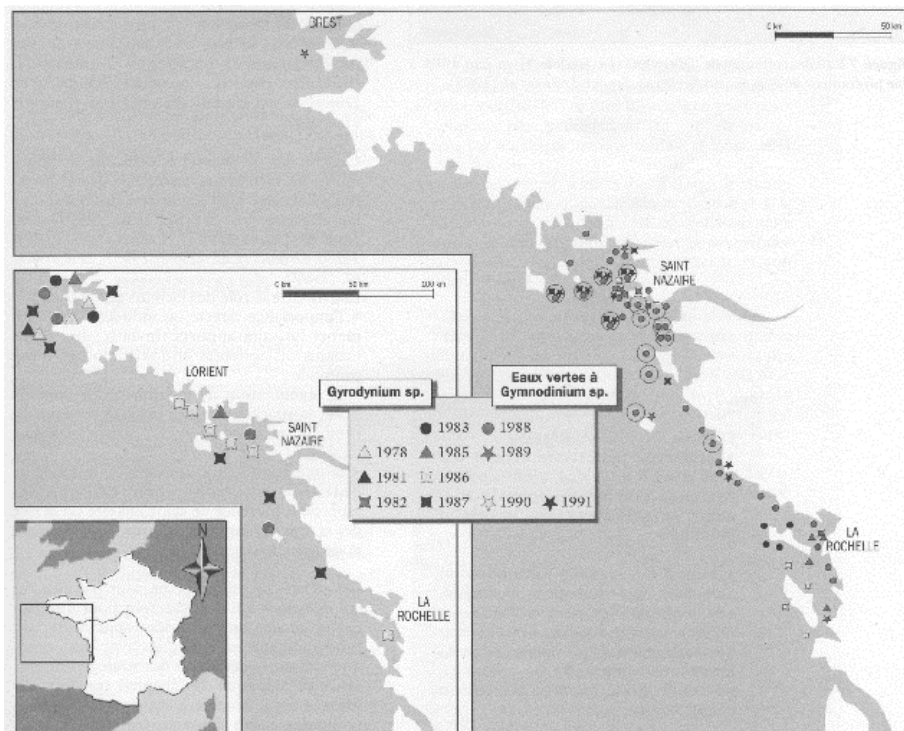 BREST
0 km 50 km
SAINT
NAZAIRE
0 km 50 km 100 km
LORIENT
SAINT
NAZAIRE
Gyrodynium sp.
Eaux vertes à
Gymnodinium sp.
1983 1988
1978 1985 1989
1981 1986
1982 1987 1990 1991
LA
ROCHELLE
N
LA
ROCHELLE